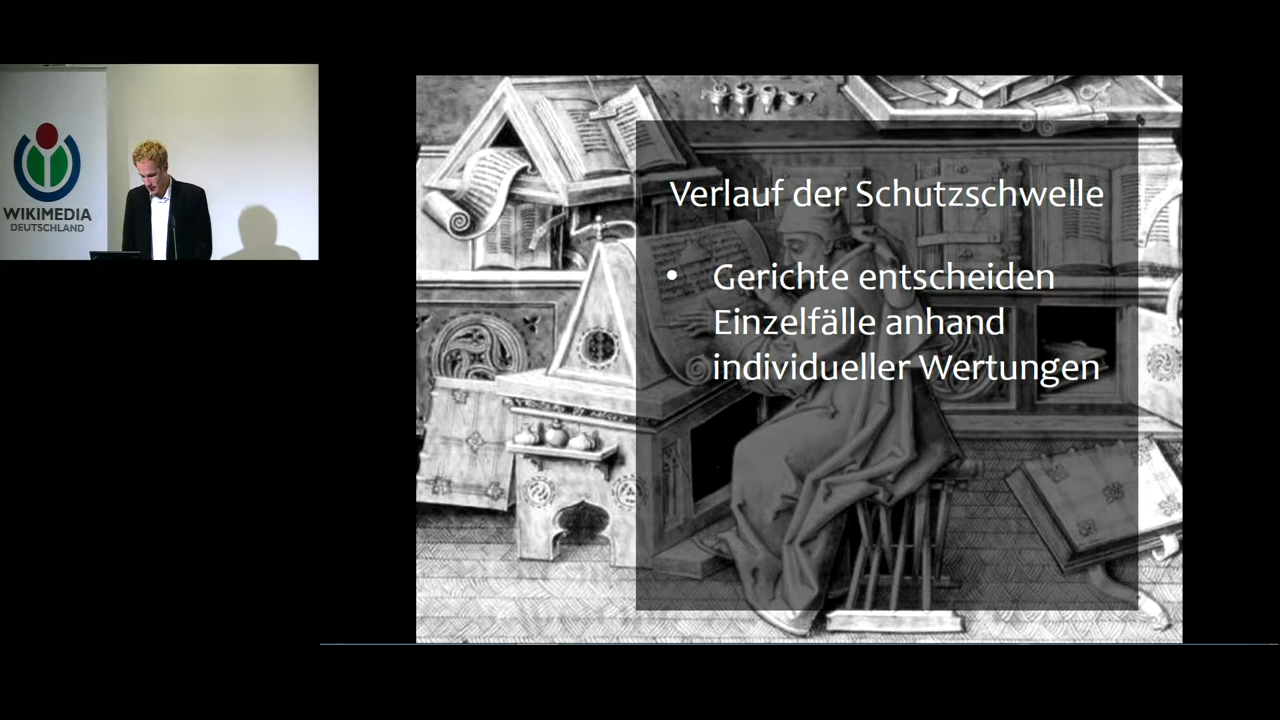 WIKIMEDIA
DEUTSCHLAND
Verlauf der Schutzschwelle
• Gerichte entscheiden
Einzelfälle anhand
individueller Wertungen